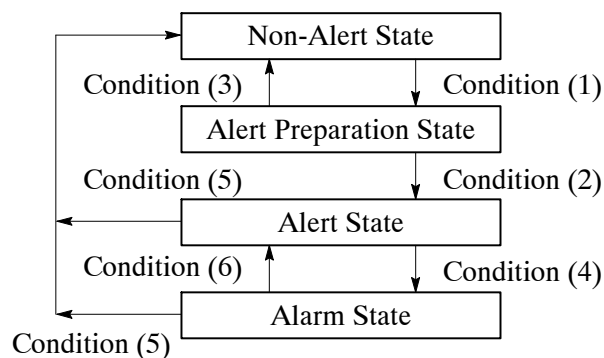 Non-Alert State
Condition (3)
Condition (1)
Alert Preparation State
Condition (5)
Condition (2)
Alert State
Condition (6)
Condition (4)
Alarm State
Condition (5)